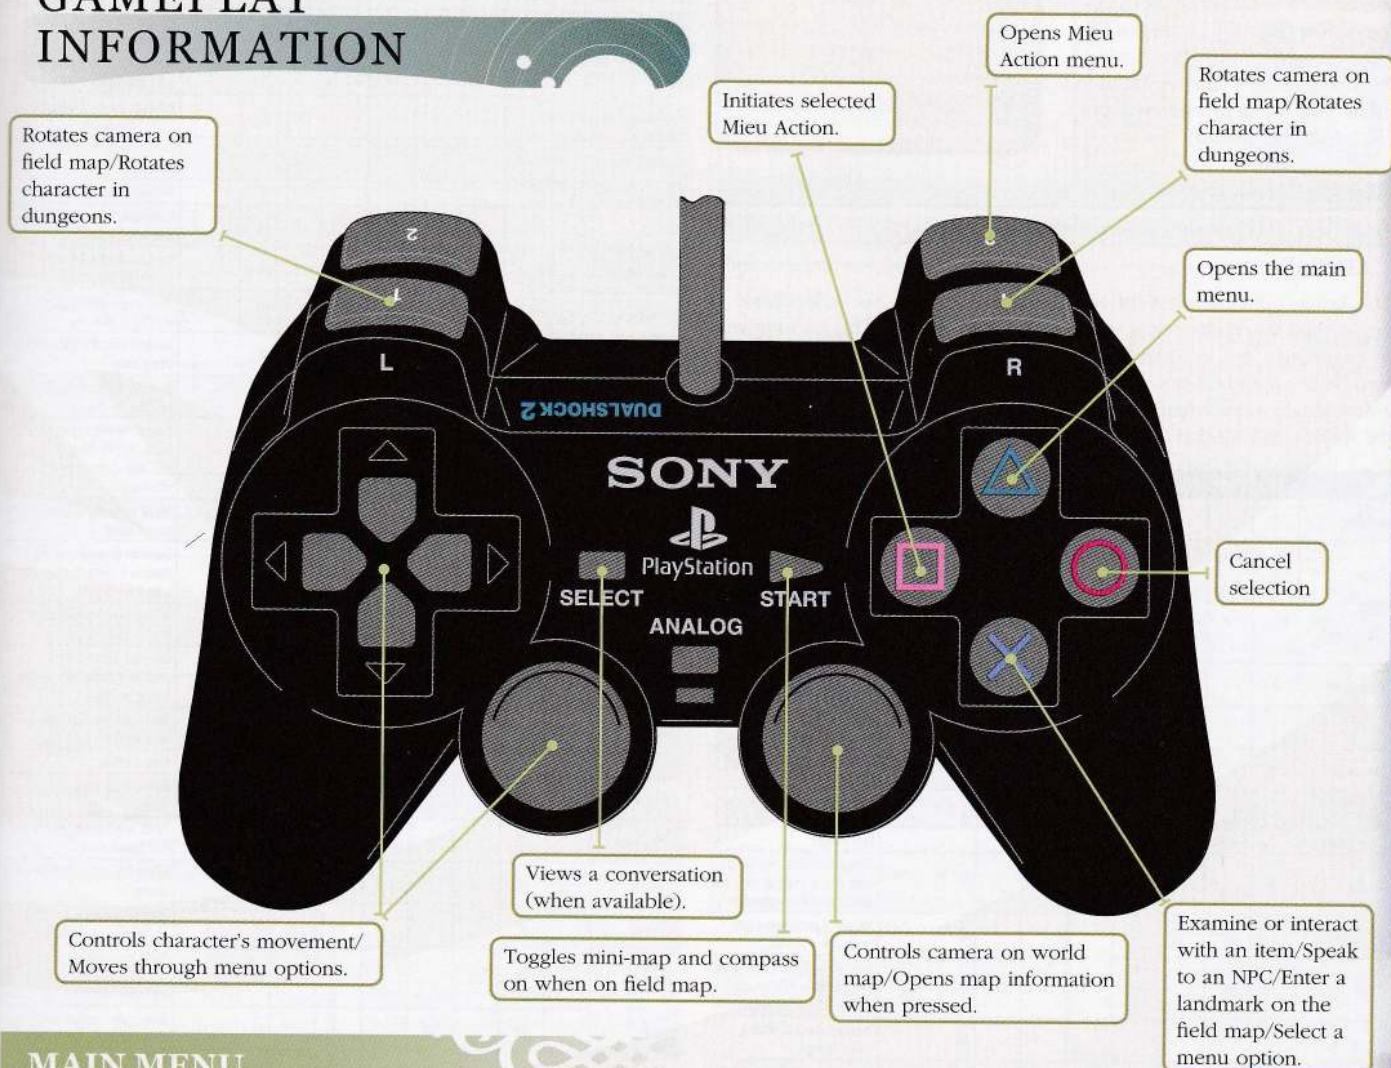 GAMEPLAY
INFORMATION
Opens Mieu
Action menu.
Initiates selected
Mieu Action.
Rotates camera on
field map/Rotates
character in
dungeons.
Rotates camera on
field map/Rotates
character in
dungeons.
Opens the main
menu.
2
2
1
1
L
R
DUALSHOCK 2
SONY
PlayStation
SELECT
START
ANALOG
Cancel
selection
Views a conversation
(when available).
Controls character's movement/
Moves through menu options.
Toggles mini-map and compass
on when on field map.
Controls camera on world
map/Opens map information
when pressed.
Examine or interact
with an item/Speak
to an NPC/Enter a
landmark on the
field map/Select a
menu option.
MAIN MENU